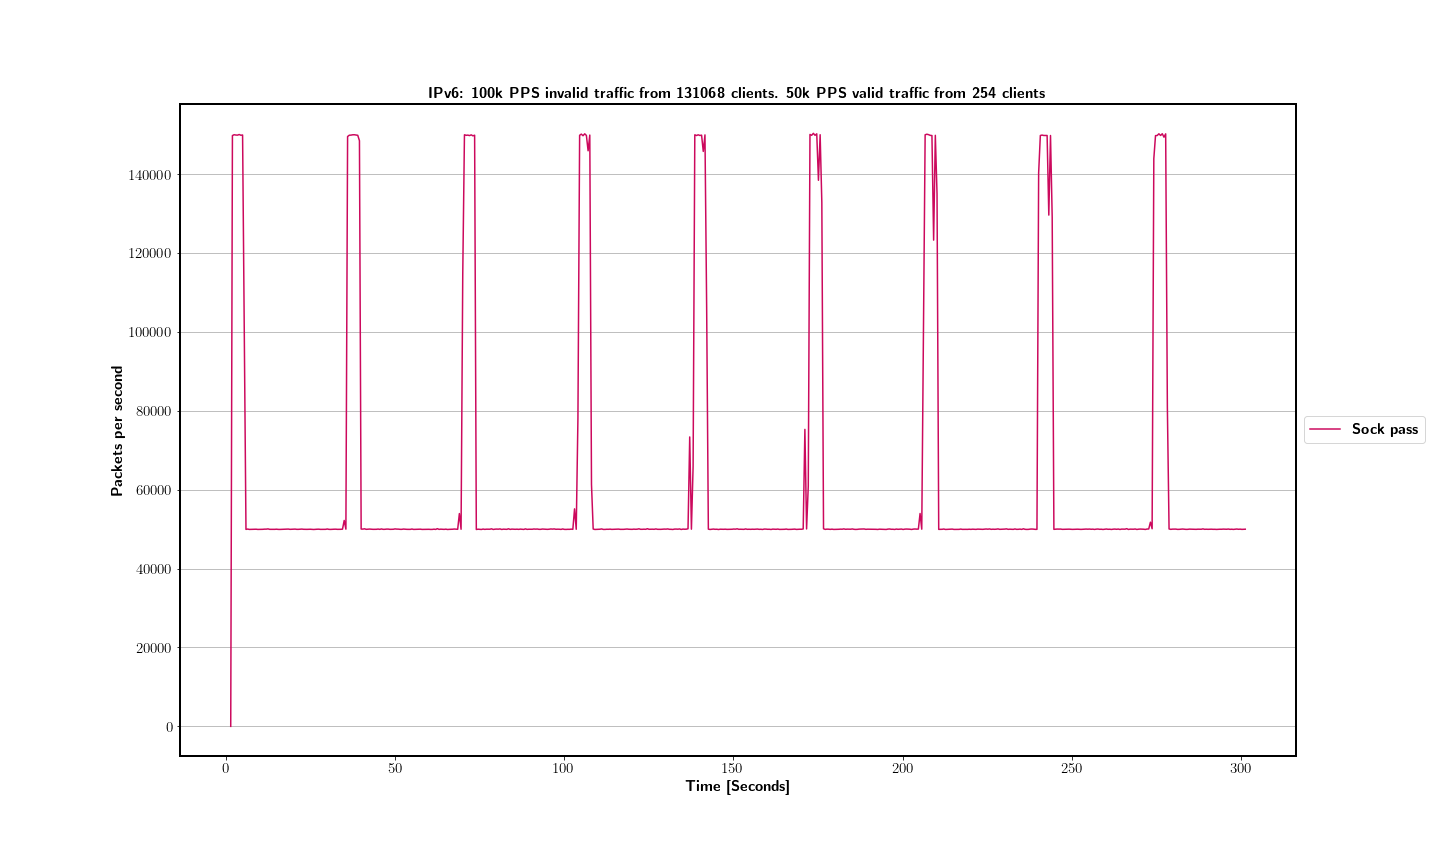 IPv6: 100k PPS invalid traffic from 131068 clients. 50k PPS valid traffic from 254 clients
140000
120000
100000
80000
60000
40000
20000
0
Packets per second
Sock pass
0 50 100 150 200 250 300
Time [Seconds]